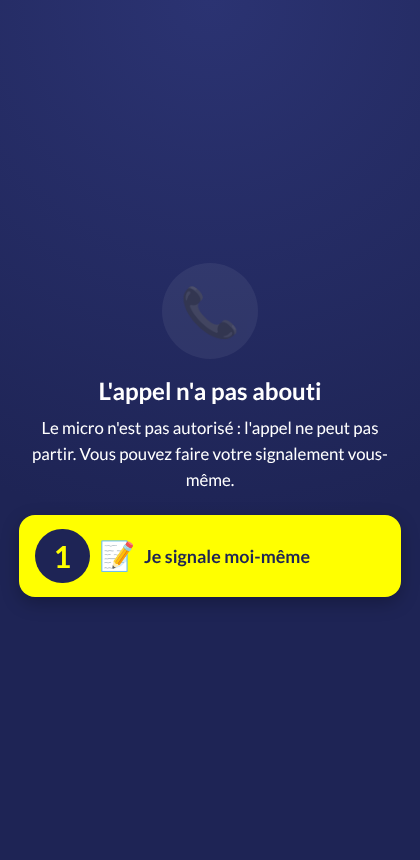 L'appel n'a pas abouti
Le micro n'est pas autorisé : l'appel ne peut pas
partir. Vous pouvez faire votre signalement vous-
même.
1 Je signale moi-même